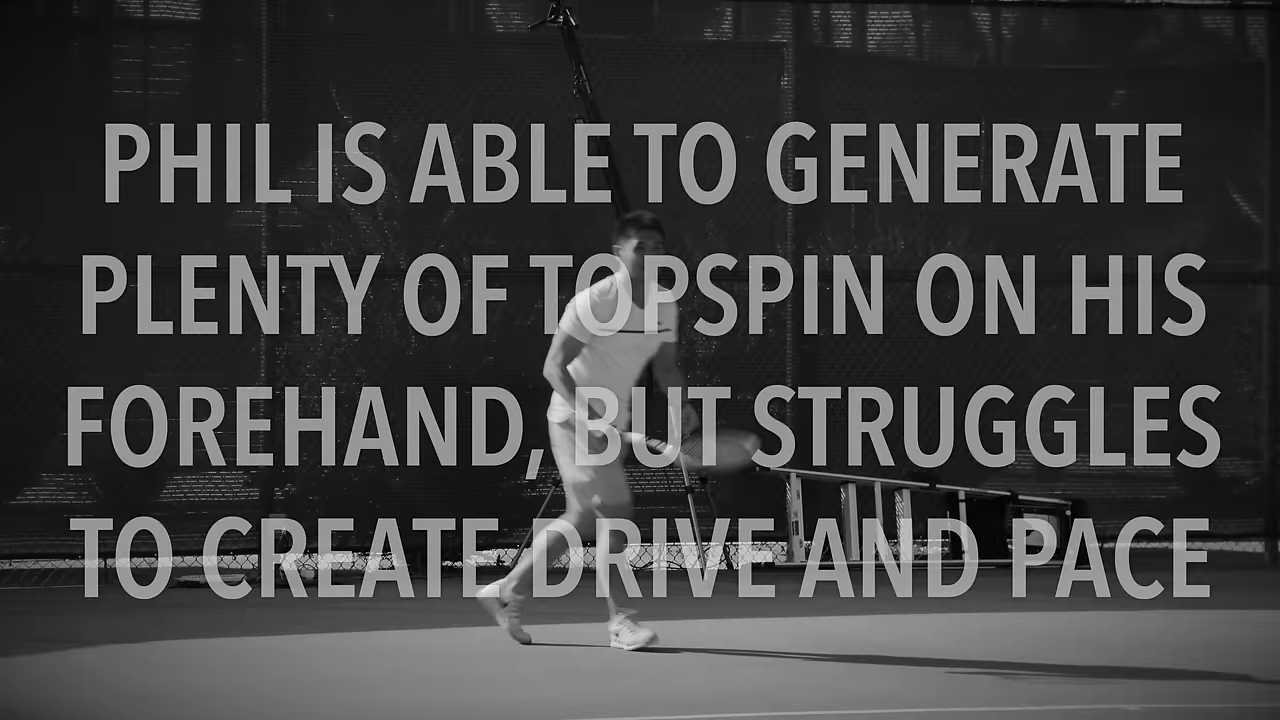 PHIL IS ABLE TO GENERATE
PLENTY OF TOPSPIN ON HIS
FOREHAND, BUT STRUGGLES
TO CREATE DRIVE AND PACE